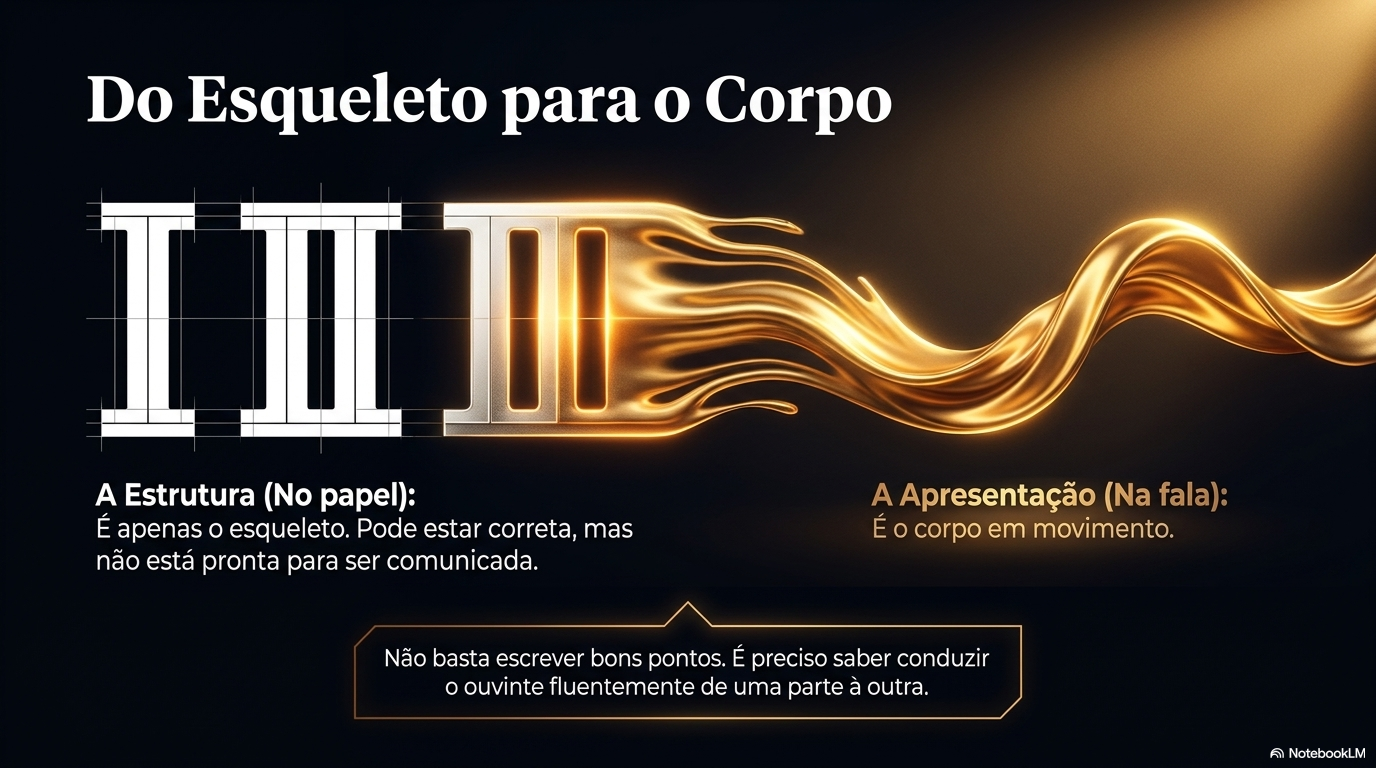 Do Esqueleto para o Corpo
I II III
A Estrutura (No papel):
É apenas o esqueleto. Pode estar correta, mas
não está pronta para ser comunicada.
A Apresentação (Na fala):
É o corpo em movimento.
Não basta escrever bons pontos. É preciso saber conduzir
o ouvinte fluentemente de uma parte à outra.
NotebookLM